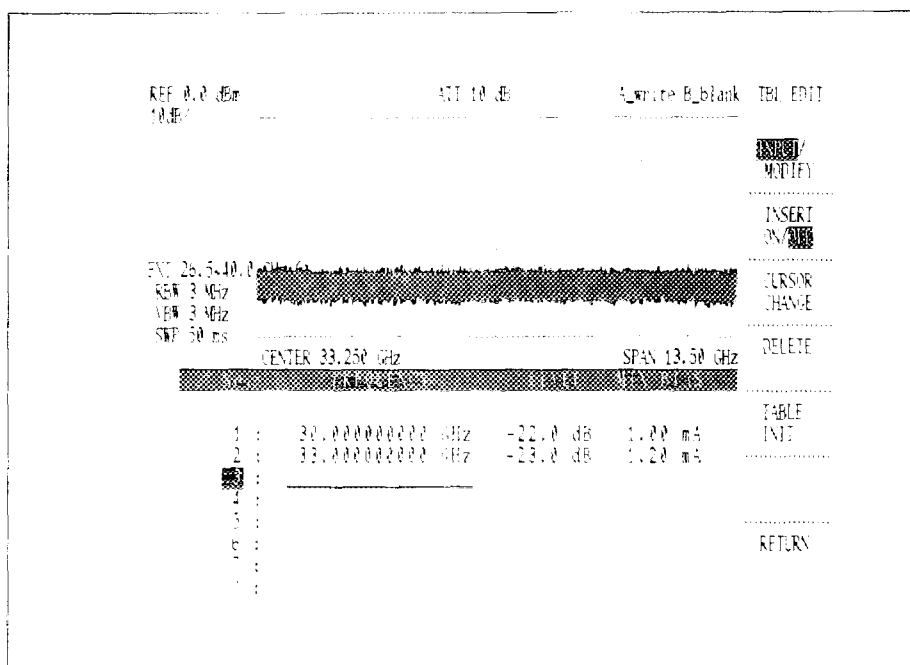 REF 0.0 dBm ATT 10 dB A_write B_blank TBL EDIT
10dB/
INPUT/
MODIFY
INSERT
ON/OFF
EXT 26.5-40.0
RBW 3 MHz
VBW 3 MHz
SWP 50 ms
CURSOR
CHANGE
CENTER 33.250 GHz SPAN 13.50 GHz
DELETE
TABLE
INIT
1 : 30.000000000 GHz -22.0 dB 1.00 mA
2 : 33.000000000 GHz -23.0 dB 1.20 mA
3 :
4 :
5 :
6 :
RETURN